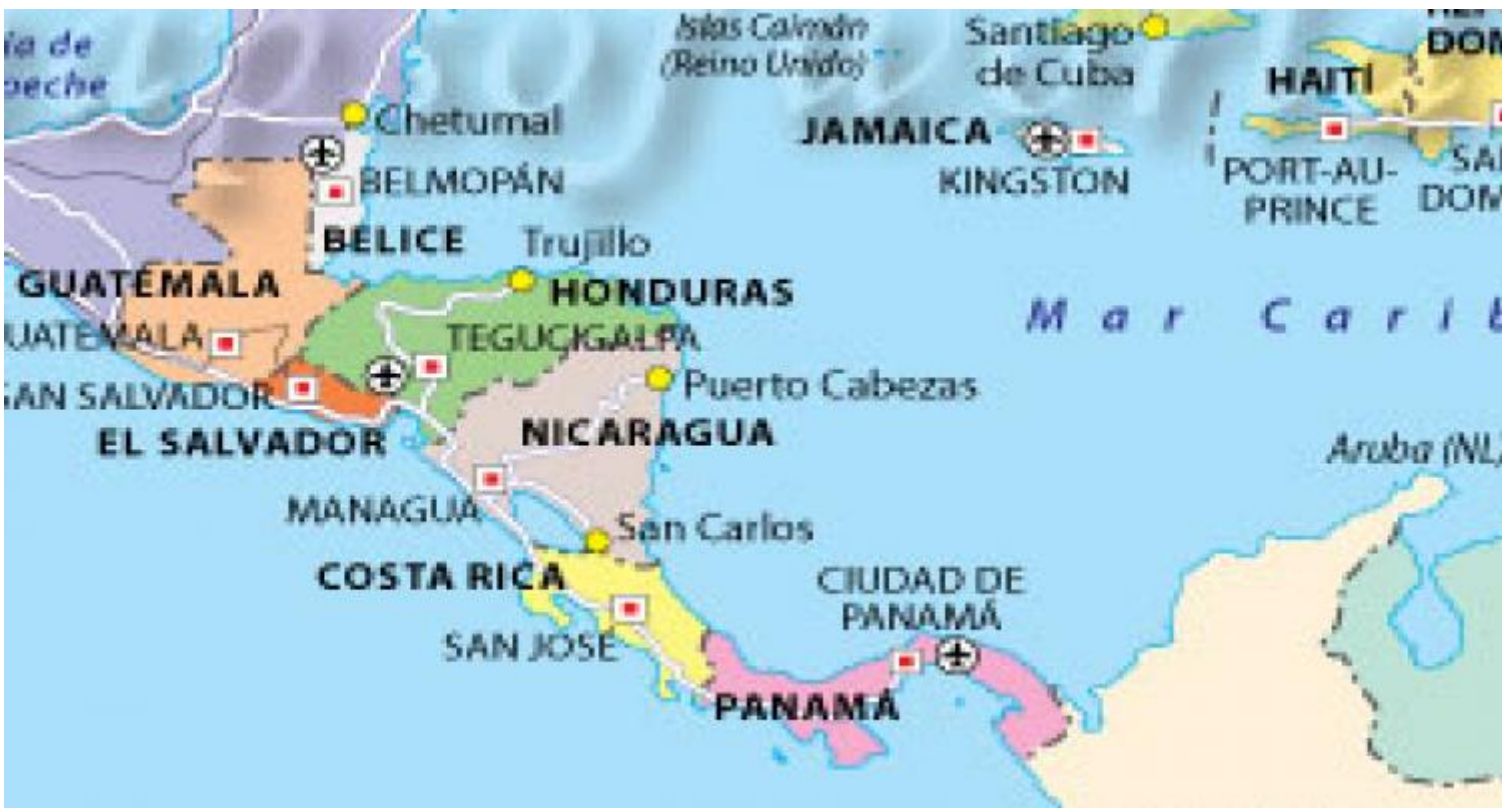 Islas Caimán
(Reino Unido)
Santiago
de Cuba
HAITÍ
Chetumal
JAMAICA
KINGSTON
PORT-AU-
PRINCE
BELMOPÁN
BELICE
Trujillo
GUATEMALA
HONDURAS
Mar Carib
UATEMALA
TEGUCIGALPA
SAN SALVADOR
Puerto Cabezas
EL SALVADOR
NICARAGUA
Aruba (NL)
MANAGUA
San Carlos
COSTA RICA
CIUDAD DE
PANAMÁ
SAN JOSE
PANAMÁ